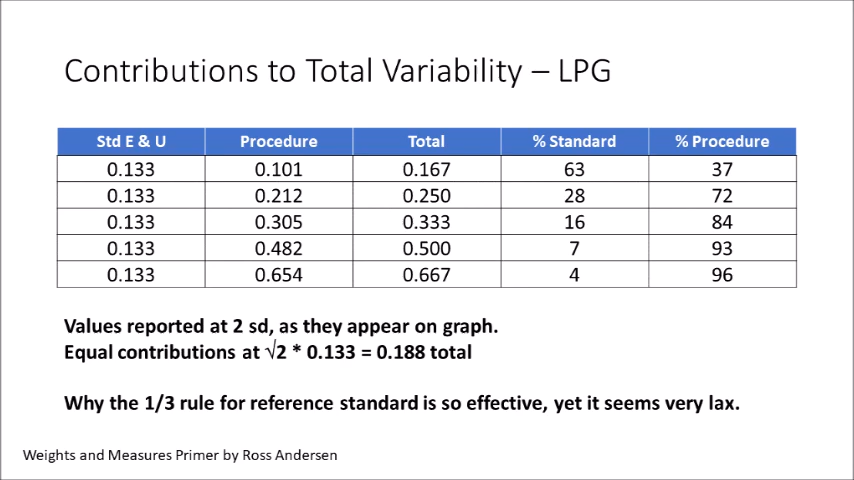 Contributions to Total Variability – LPG
Std E & U Procedure Total % Standard % Procedure
0.133 0.101 0.167 63 37
0.133 0.212 0.250 28 72
0.133 0.305 0.333 16 84
0.133 0.482 0.500 7 93
0.133 0.654 0.667 4 96
Values reported at 2 sd, as they appear on graph.
Equal contributions at √2 * 0.133 = 0.188 total
Why the 1/3 rule for reference standard is so effective, yet it seems very lax.
Weights and Measures Primer by Ross Andersen